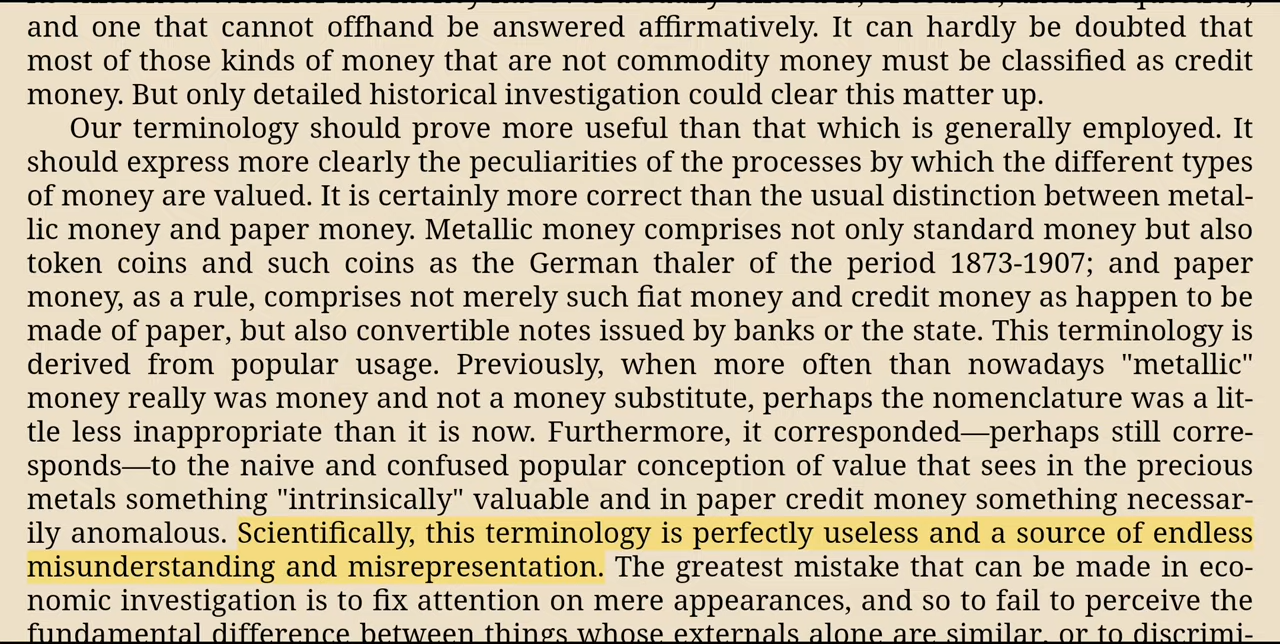 and one that cannot offhand be answered affirmatively. It can hardly be doubted that
most of those kinds of money that are not commodity money must be classified as credit
money. But only detailed historical investigation could clear this matter up.
Our terminology should prove more useful than that which is generally employed. It
should express more clearly the peculiarities of the processes by which the different types
of money are valued. It is certainly more correct than the usual distinction between metal-
lic money and paper money. Metallic money comprises not only standard money but also
token coins and such coins as the German thaler of the period 1873-1907; and paper
money, as a rule, comprises not merely such fiat money and credit money as happen to be
made of paper, but also convertible notes issued by banks or the state. This terminology is
derived from popular usage. Previously, when more often than nowadays "metallic"
money really was money and not a money substitute, perhaps the nomenclature was a lit-
tle less inappropriate than it is now. Furthermore, it corresponded—perhaps still corre-
sponds—to the naive and confused popular conception of value that sees in the precious
metals something "intrinsically" valuable and in paper credit money something necessar-
ily anomalous. Scientifically, this terminology is perfectly useless and a source of endless
misunderstanding and misrepresentation. The greatest mistake that can be made in eco-
nomic investigation is to fix attention on mere appearances, and so to fail to perceive the
fundamental difference between things whose externals alone are similar, or to discrimi-